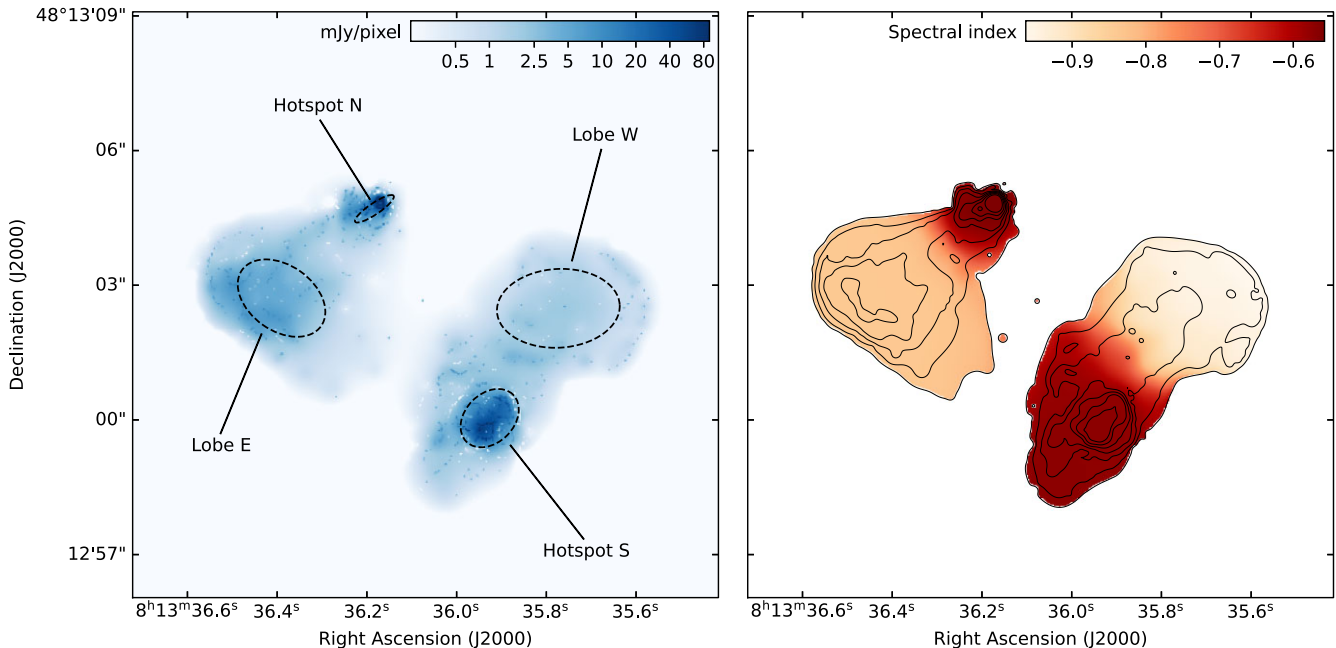 48°13'09"
06"
03"
00"
12'57"
Declination (J2000)
mJy/pixel
0.5 1 2.5 5 10 20 40 80
Hotspot N
Lobe W
Lobe E
Hotspot S
8ʰ13ᵐ36.6ˢ 36.4ˢ 36.2ˢ 36.0ˢ 35.8ˢ 35.6ˢ
Right Ascension (J2000)
Spectral index
−0.9 −0.8 −0.7 −0.6
8ʰ13ᵐ36.6ˢ 36.4ˢ 36.2ˢ 36.0ˢ 35.8ˢ 35.6ˢ
Right Ascension (J2000)